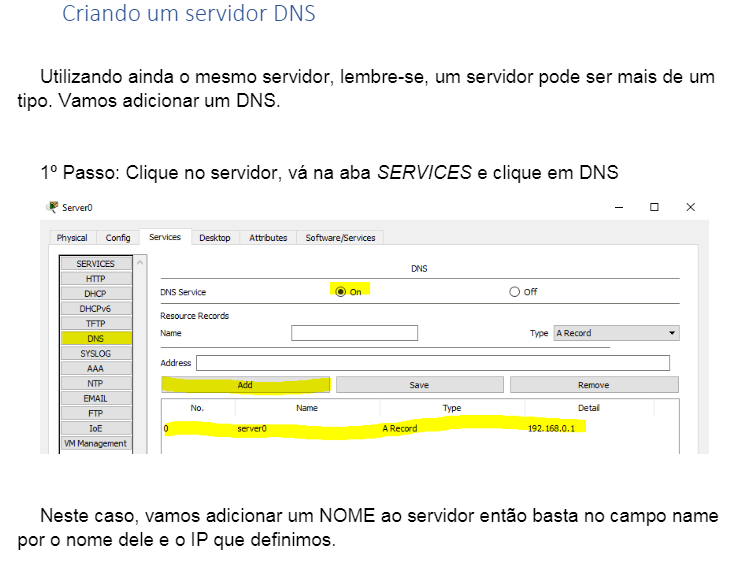 Criando um servidor DNS
Utilizando ainda o mesmo servidor, lembre-se, um servidor pode ser mais de um
tipo. Vamos adicionar um DNS.
1º Passo: Clique no servidor, vá na aba SERVICES e clique em DNS
Server0
Physical Config Services Desktop Attributes Software/Services
SERVICES
HTTP
DHCP
DHCPv6
TFTP
DNS
SYSLOG
AAA
NTP
EMAIL
FTP
IoE
VM Management
DNS
DNS Service On Off
Resource Records
Name Type A Record
Address
Add Save Remove
No. Name Type Detail
0 server0 A Record 192.168.0.1
Neste caso, vamos adicionar um NOME ao servidor então basta no campo name
por o nome dele e o IP que definimos.